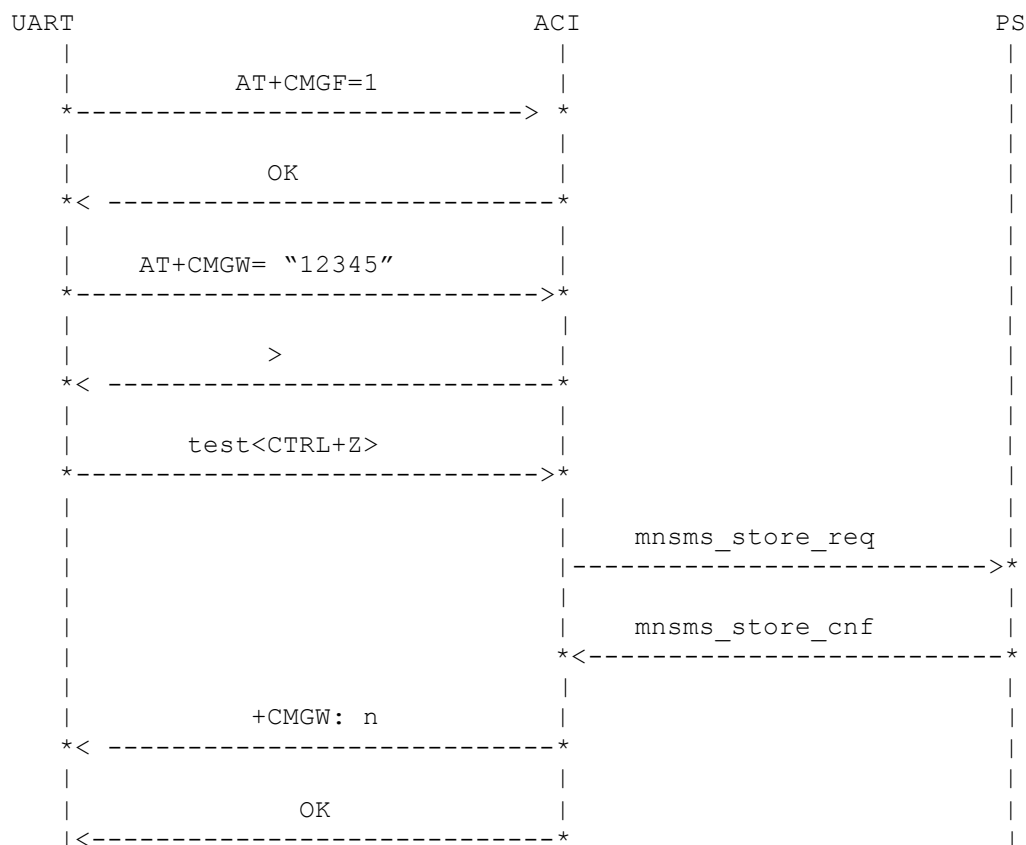 UART ACI PS
AT+CMGF=1
OK
AT+CMGW= “12345”
>
test<CTRL+Z>
mnsms_store_req
mnsms_store_cnf
+CMGW: n
OK